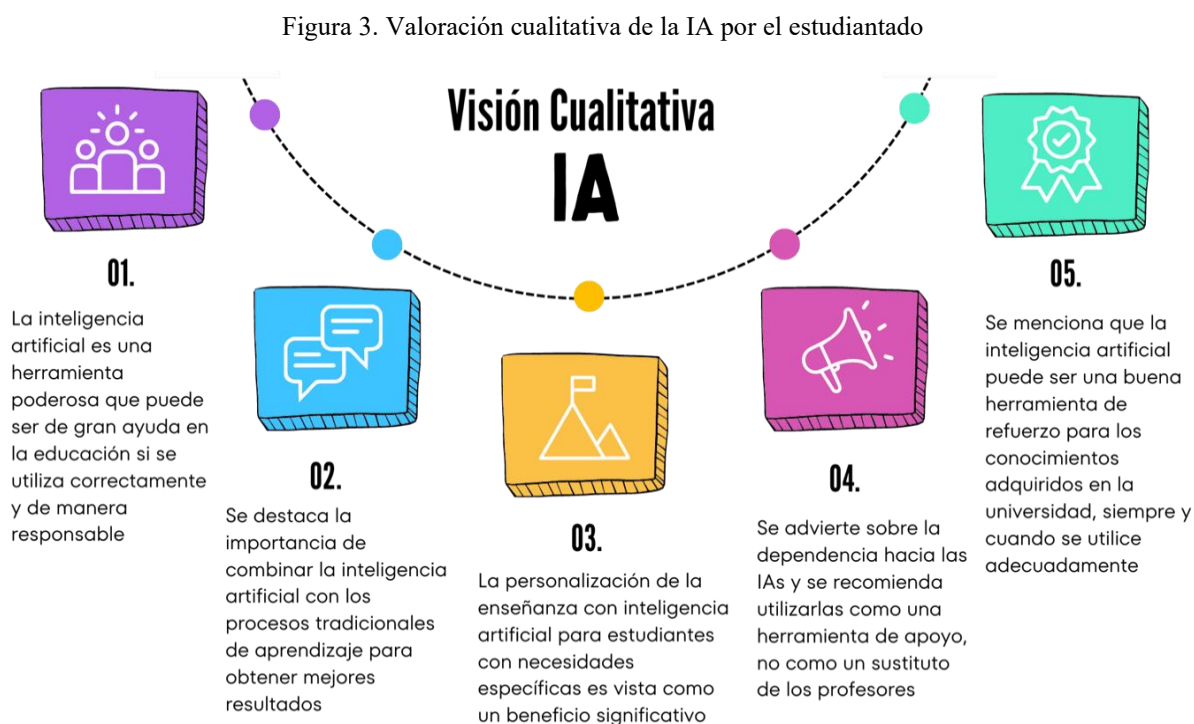 Figura 3. Valoración cualitativa de la IA por el estudiantado
Visión Cualitativa
IA
01.
La inteligencia
artificial es una
herramienta
poderosa que puede
ser de gran ayuda en
la educación si se
utiliza correctamente
y de manera
responsable
02.
Se destaca la
importancia de
combinar la inteligencia
artificial con los
procesos tradicionales
de aprendizaje para
obtener mejores
resultados
03.
La personalización de la
enseñanza con inteligencia
artificial para estudiantes
con necesidades
específicas es vista como
un beneficio significativo
04.
Se advierte sobre la
dependencia hacia las
IAs y se recomienda
utilizarlas como una
herramienta de apoyo,
no como un sustituto
de los profesores
05.
Se menciona que la
inteligencia artificial
puede ser una buena
herramienta de
refuerzo para los
conocimientos
adquiridos en la
universidad, siempre y
cuando se utilice
adecuadamente